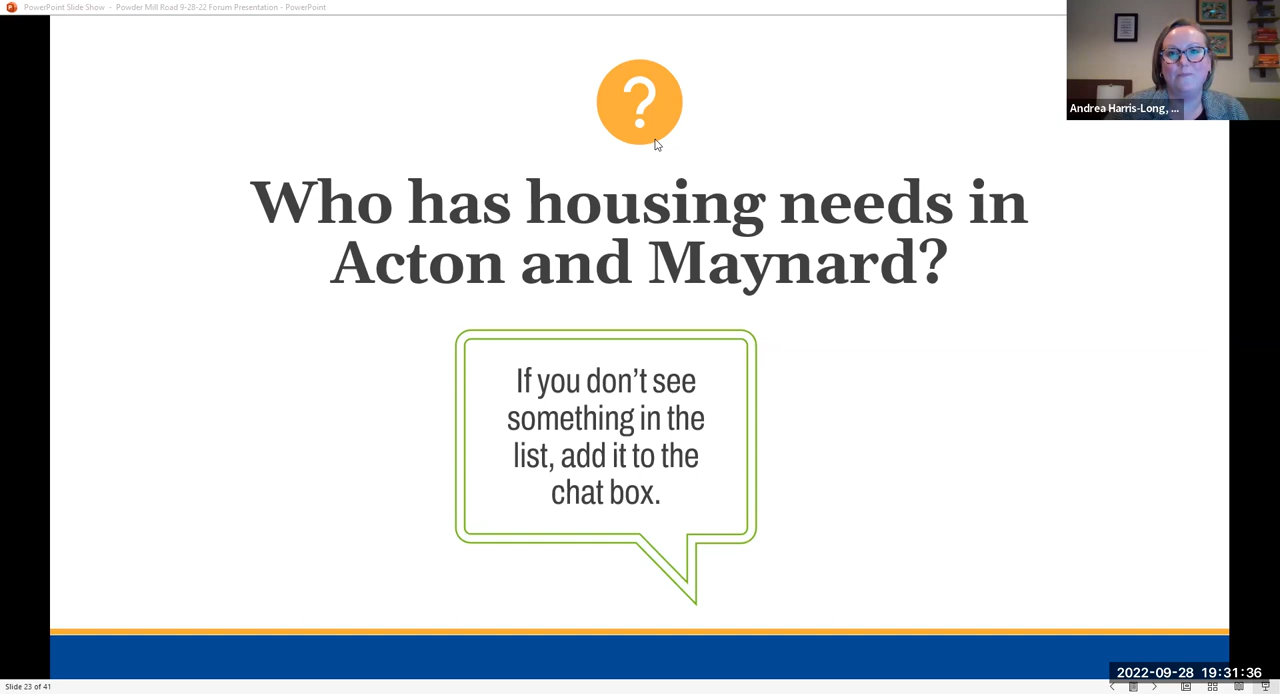 PowerPoint Slide Show - Powder Mill Road 9-28-22 Forum Presentation - PowerPoint
Andrea Harris-Long, ...
?
Who has housing needs in
Acton and Maynard?
If you don't see
something in the
list, add it to the
chat box.
2022-09-28 19:31:36
Slide 23 of 41